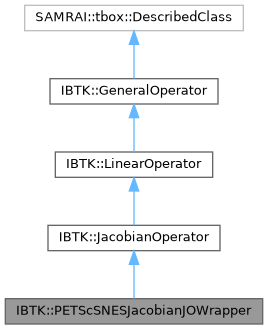 SAMRAI::tbox::DescribedClass
IBTK::GeneralOperator
IBTK::LinearOperator
IBTK::JacobianOperator
IBTK::PETScSNESJacobianJOWrapper